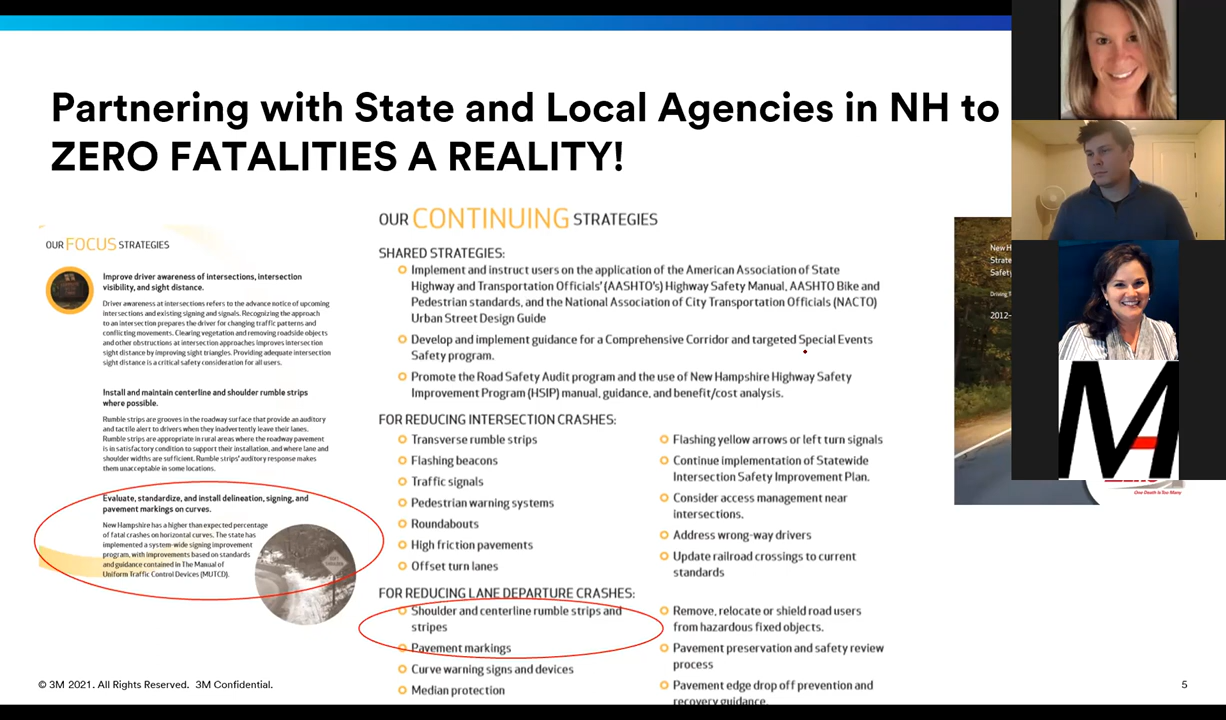 Partnering with State and Local Agencies in NH to
ZERO FATALITIES A REALITY!
OUR FOCUS STRATEGIES
Improve driver awareness of intersections, intersection
visibility, and sight distance.
Driver awareness at intersections refers to the advance notice of upcoming
intersections and existing signing and signals. Recognizing the approach
to an intersection prepares the driver for changing traffic patterns and
conflicting movements. Clearing vegetation and removing roadside objects
and other obstructions at intersection approaches improves intersection
sight distance by improving sight triangles. Providing adequate intersection
sight distance is a critical safety consideration for all users.
Install and maintain centerline and shoulder rumble strips
where possible.
Rumble strips are grooves in the roadway surface that provide an auditory
and tactile alert to drivers when they inadvertently leave their lanes.
Rumble strips are appropriate in rural areas where the roadway pavement
is in satisfactory condition to support their installation, and where lane and
shoulder widths are sufficient. Rumble strips' auditory response makes
them unacceptable in some locations.
Evaluate, standardize, and install delineation, signing, and
pavement markings on curves.
New Hampshire has a higher than expected percentage
of fatal crashes on horizontal curves. The state has
implemented a system-wide signing improvement
program, with improvements based on standards
and guidance contained in The Manual of
Uniform Traffic Control Devices (MUTCD).
OUR CONTINUING STRATEGIES
SHARED STRATEGIES:
Implement and instruct users on the application of the American Association of State
Highway and Transportation Officials' (AASHTO's) Highway Safety Manual, AASHTO Bike and
Pedestrian standards, and the National Association of City Transportation Officials (NACTO)
Urban Street Design Guide
Develop and implement guidance for a Comprehensive Corridor and targeted Special Events
Safety program.
Promote the Road Safety Audit program and the use of New Hampshire Highway Safety
Improvement Program (HSIP) manual, guidance, and benefit/cost analysis.
FOR REDUCING INTERSECTION CRASHES:
Transverse rumble strips
Flashing beacons
Traffic signals
Pedestrian warning systems
Roundabouts
High friction pavements
Offset turn lanes
Flashing yellow arrows or left turn signals
Continue implementation of Statewide
Intersection Safety Improvement Plan.
Consider access management near
intersections.
Address wrong-way drivers
Update railroad crossings to current
standards
FOR REDUCING LANE DEPARTURE CRASHES:
Shoulder and centerline rumble strips and
stripes
Pavement markings
Curve warning signs and devices
Median protection
Remove, relocate or shield road users
from hazardous fixed objects.
Pavement preservation and safety review
process
Pavement edge drop off prevention and
recovery guidance.
New H
Strate
Safety
Driving T
2012-
One Death Is Too Many
M
© 3M 2021. All Rights Reserved. 3M Confidential.
5